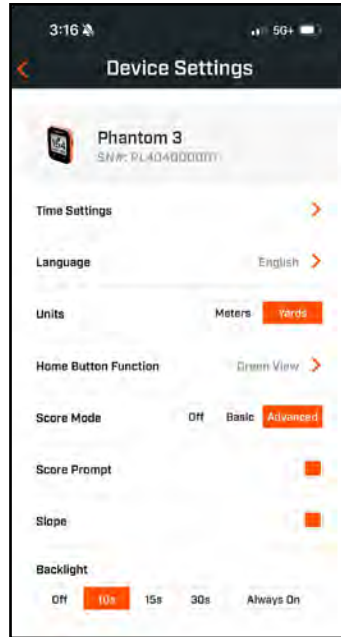 3:16 5G+
Device Settings
Phantom 3
Time Settings
Language English
Units Meters Yards
Home Button Function Green View
Score Mode Off Basic Advanced
Score Prompt
Slope
Backlight
Off 10s 15s 30s Always On